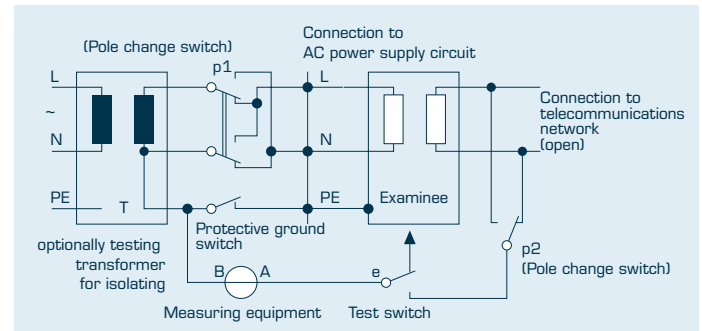 Connection to
AC power supply circuit
(Pole change switch)
p1
L
L
~
N
N
PE
T
PE
Examinee
Connection to
telecommunications
network
(open)
Protective ground
switch
optionally testing
transformer
for isolating
p2
(Pole change switch)
B
A
e
Measuring equipment
Test switch